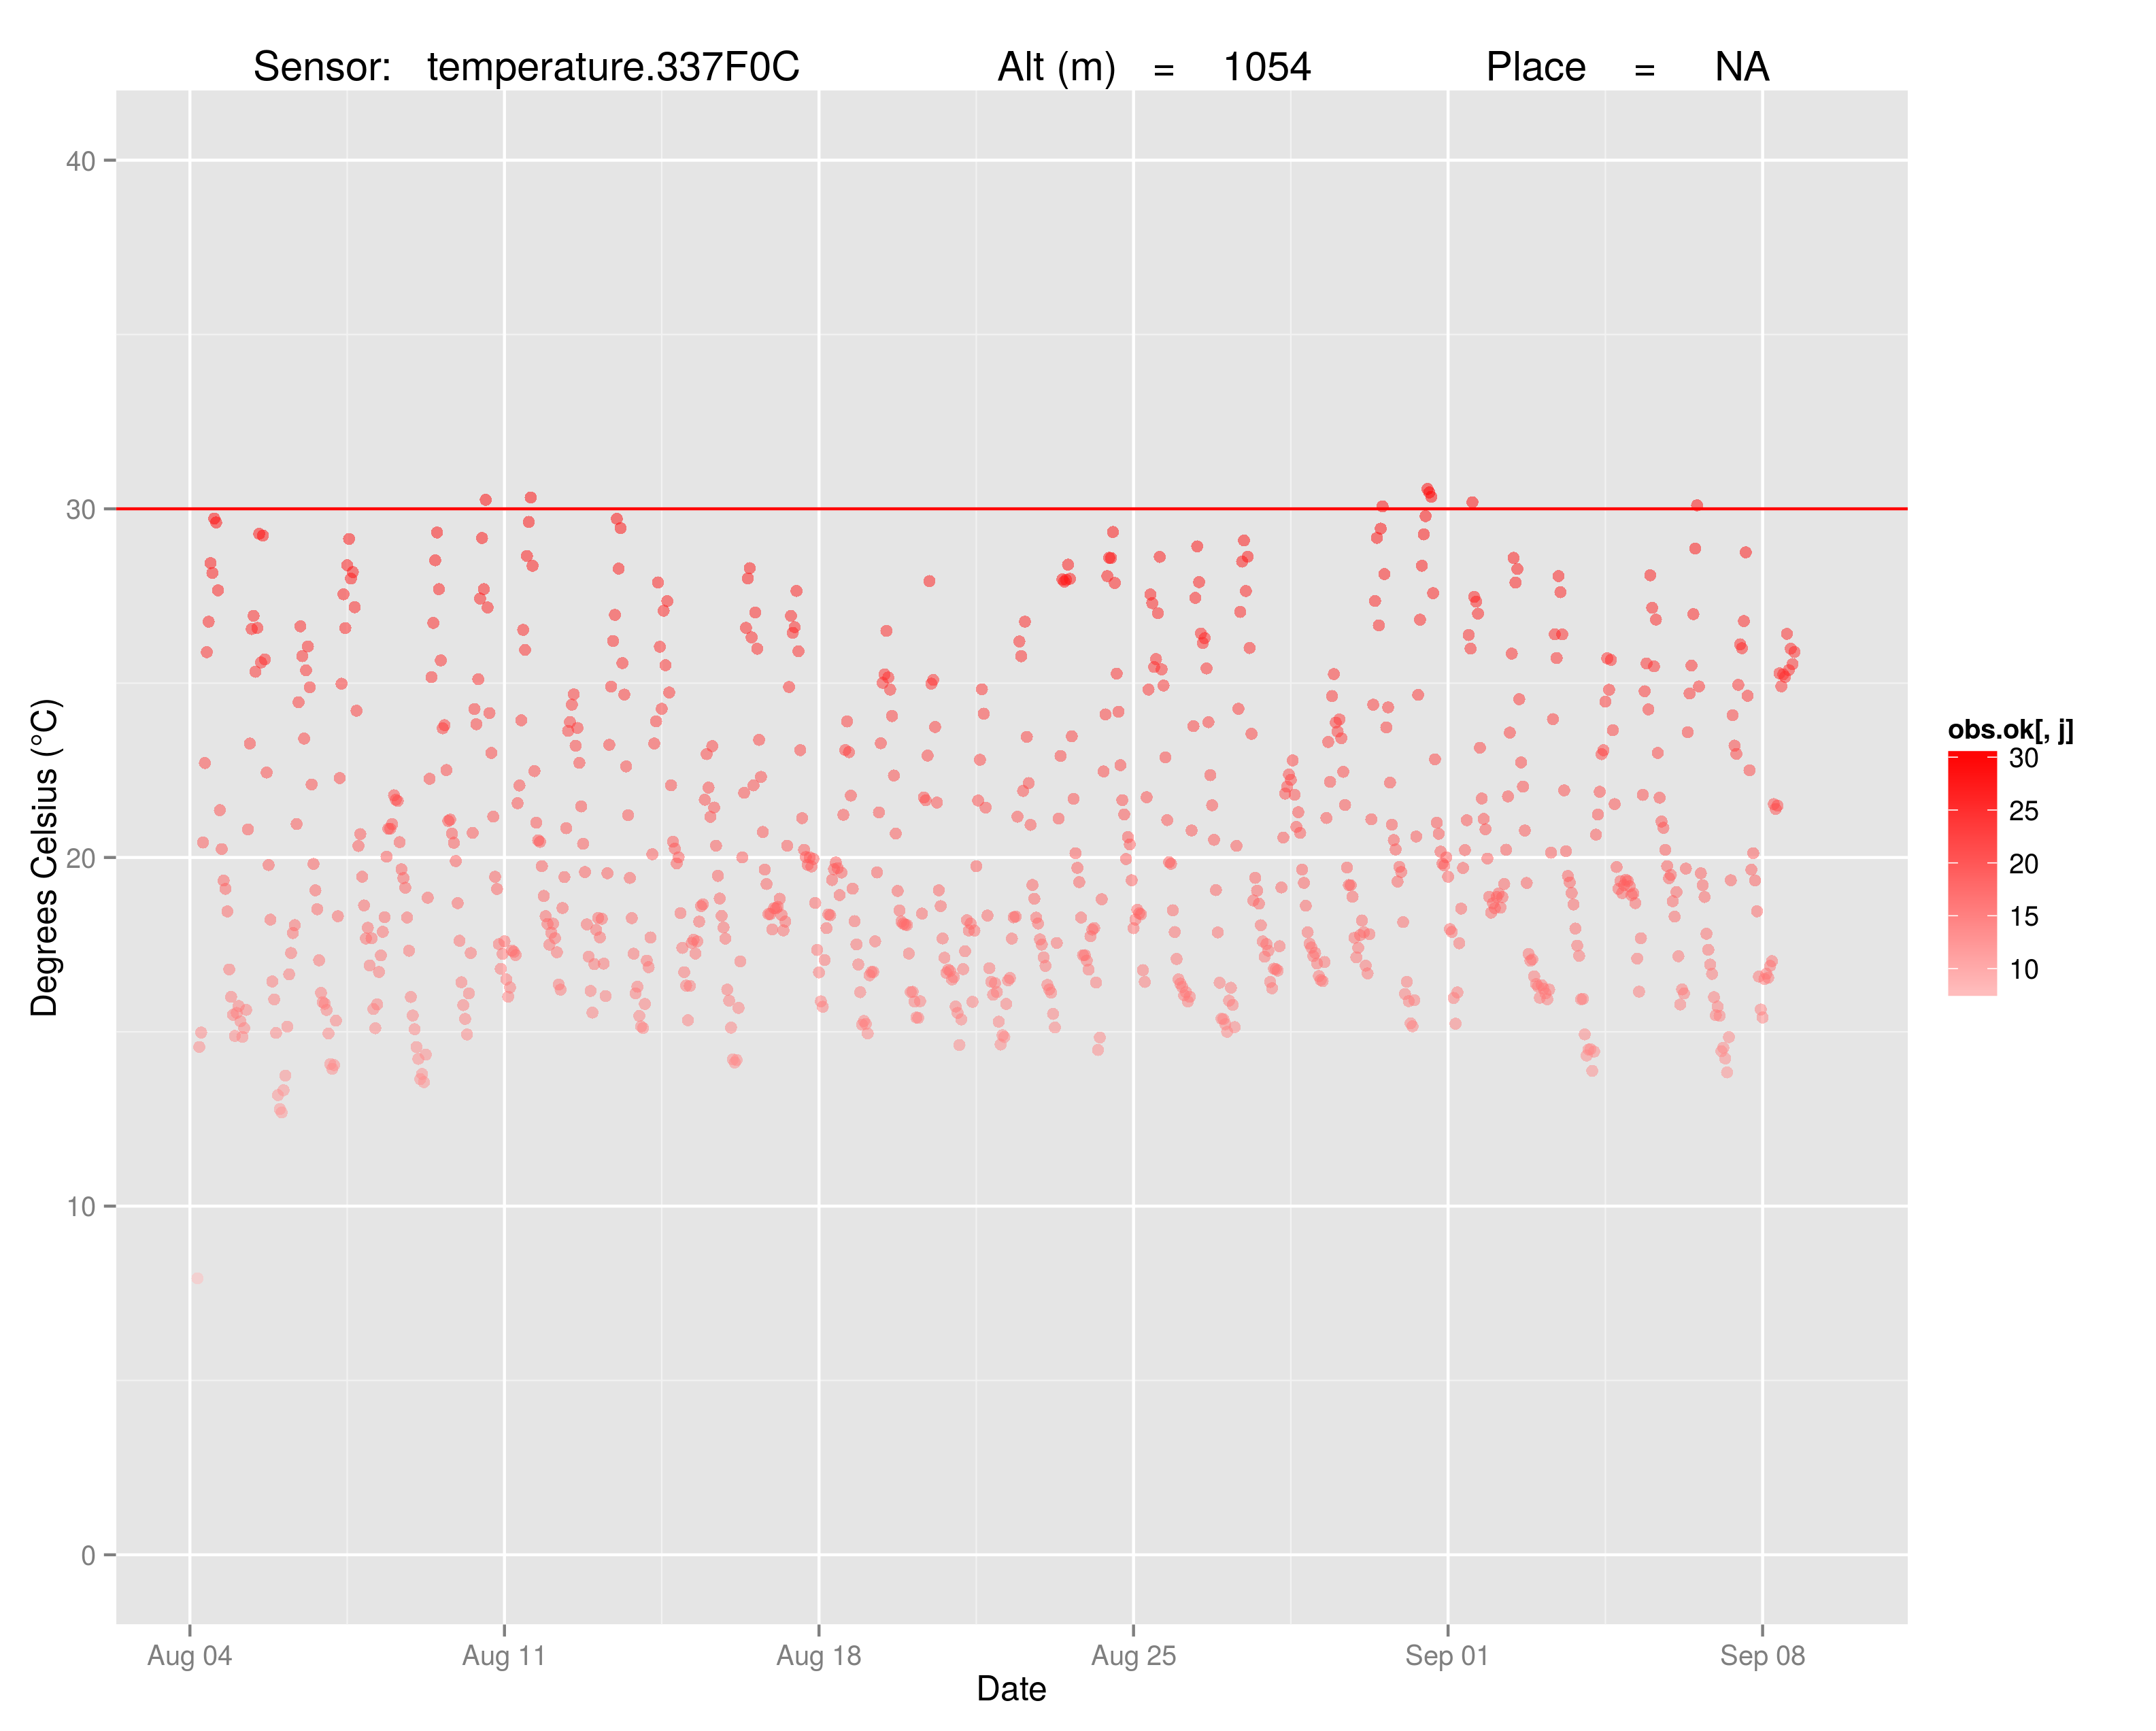 Sensor: temperature.337F0C Alt (m) = 1054 Place = NA
40
30
20
10
0
Degrees Celsius (°C)
Aug 04 Aug 11 Aug 18 Aug 25 Sep 01 Sep 08
Date
obs.ok[, j]
30
25
20
15
10